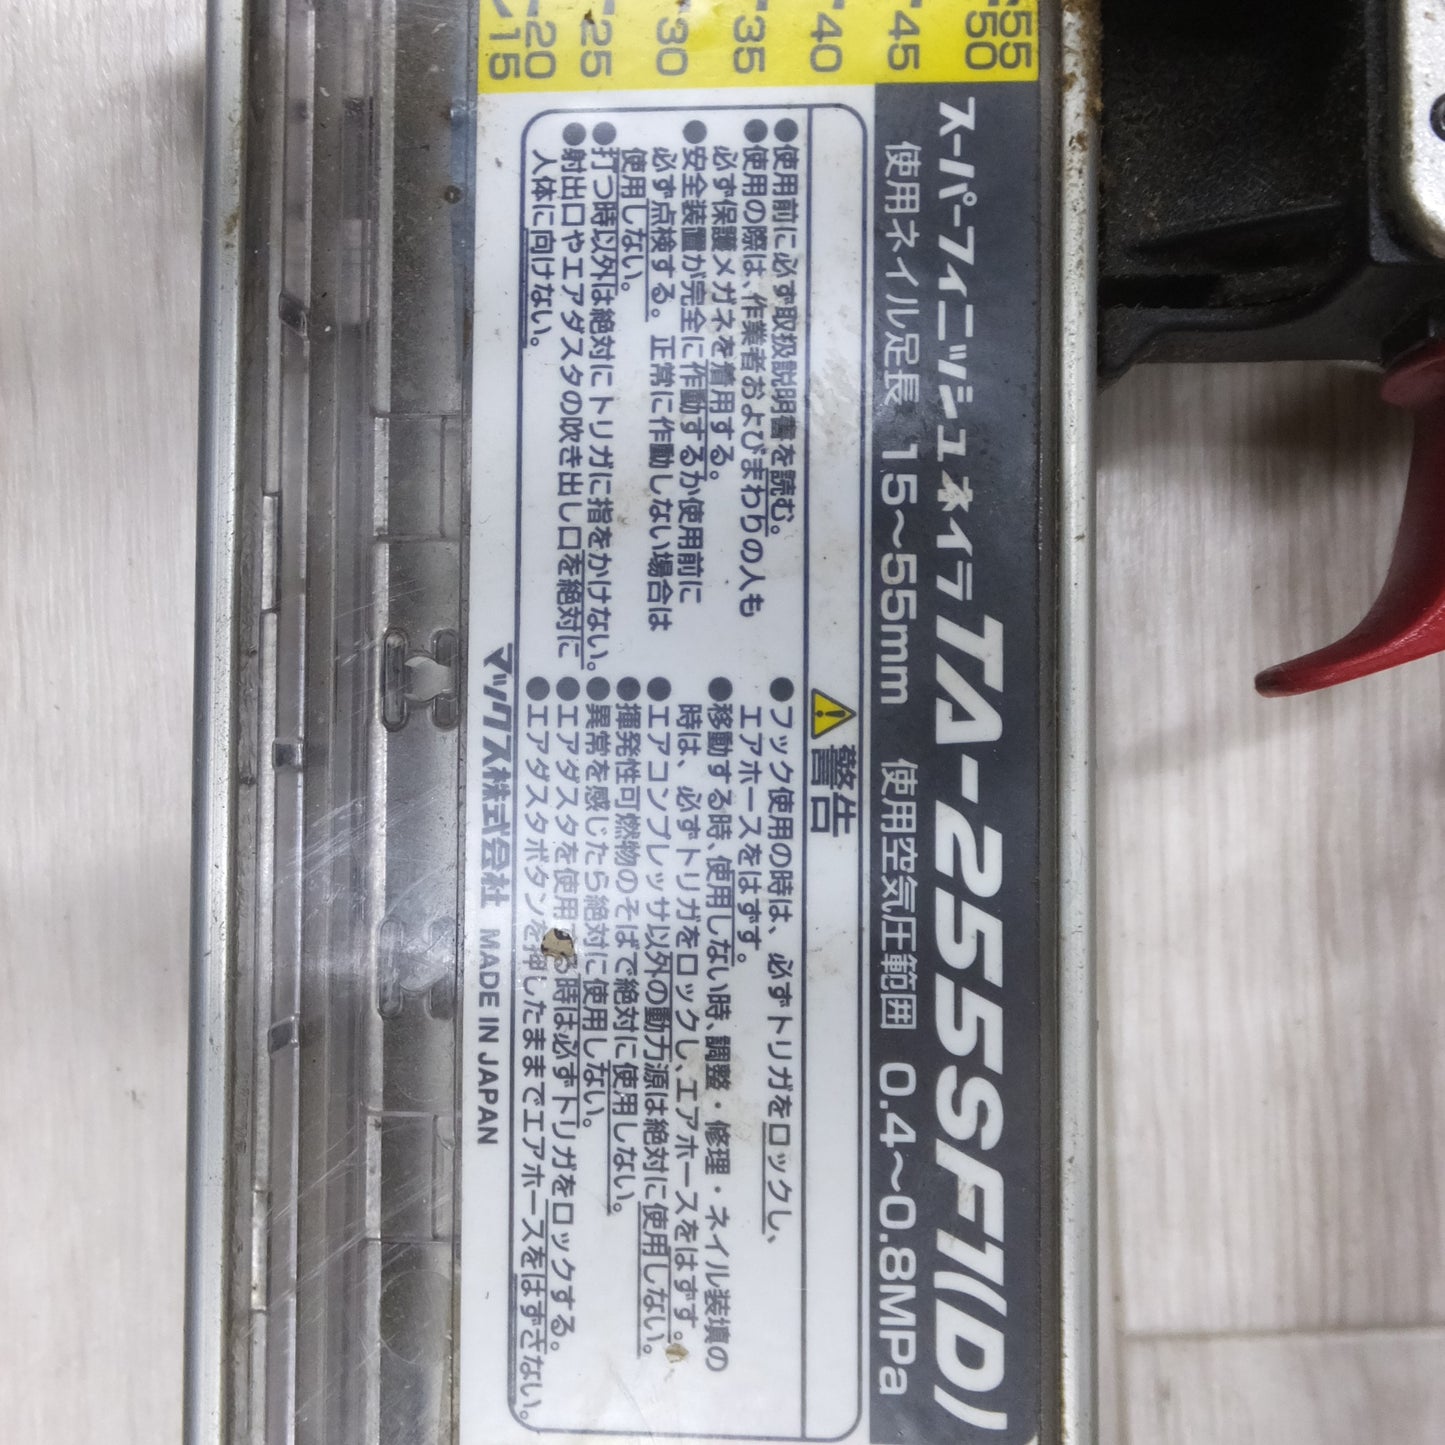 スーパーフィニッシュネイラ TA-255SF1(D)
使用ネイル足長 15～55mm 使用空気圧範囲 0.4～0.8MPa
55
50
45
40
35
30
25
20
15
警告
●使用前に必ず取扱説明書を読む。
●使用の際は、作業者およびまわりの人も
必ず保護メガネを着用する。
●安全装置が完全に作動するか使用前に
必ず点検する。正常に作動しない場合は
使用しない。
●打つ時以外は絶対にトリガに指をかけない。
●射出口やエアダスタの吹き出し口を絶対に
人体に向けない。
●フック使用の時は、必ずトリガをロックし、
エアホースをはずす。
●移動する時、使用しない時、調整・修理・ネイル装填の
時は、必ずトリガをロックし、エアホースをはずす。
●エアコンプレッサ以外の動力源は絶対に使用しない。
●揮発性可燃物のそばで絶対に使用しない。
●異常を感じたら絶対に使用しない。
●エアダスタを使用する時は必ずトリガをロックする。
●エアダスタボタンを押したままでエアホースをはずさない。
マックス株式会社 MADE IN JAPAN